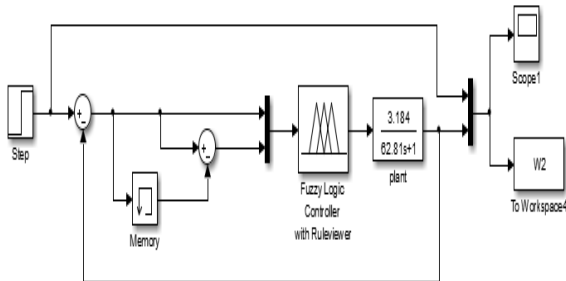 Step
+
-
Memory
+
-
Fuzzy Logic
Controller
with Ruleviewer
3.184
62.81s+1
plant
Scope1
W2
To Workspace4